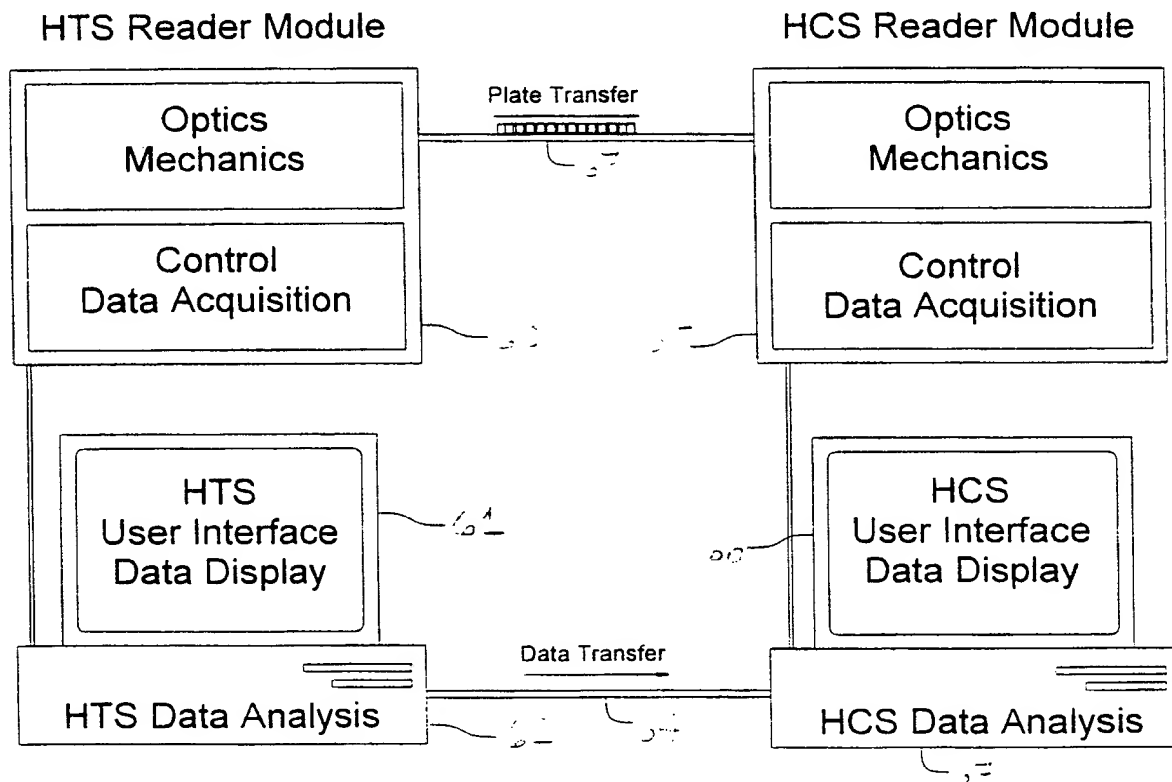 HTS Reader Module
HCS Reader Module
Optics
Mechanics
Control
Data Acquisition
Plate Transfer
Optics
Mechanics
Control
Data Acquisition
HTS
User Interface
Data Display
HCS
User Interface
Data Display
Data Transfer
HTS Data Analysis
HCS Data Analysis